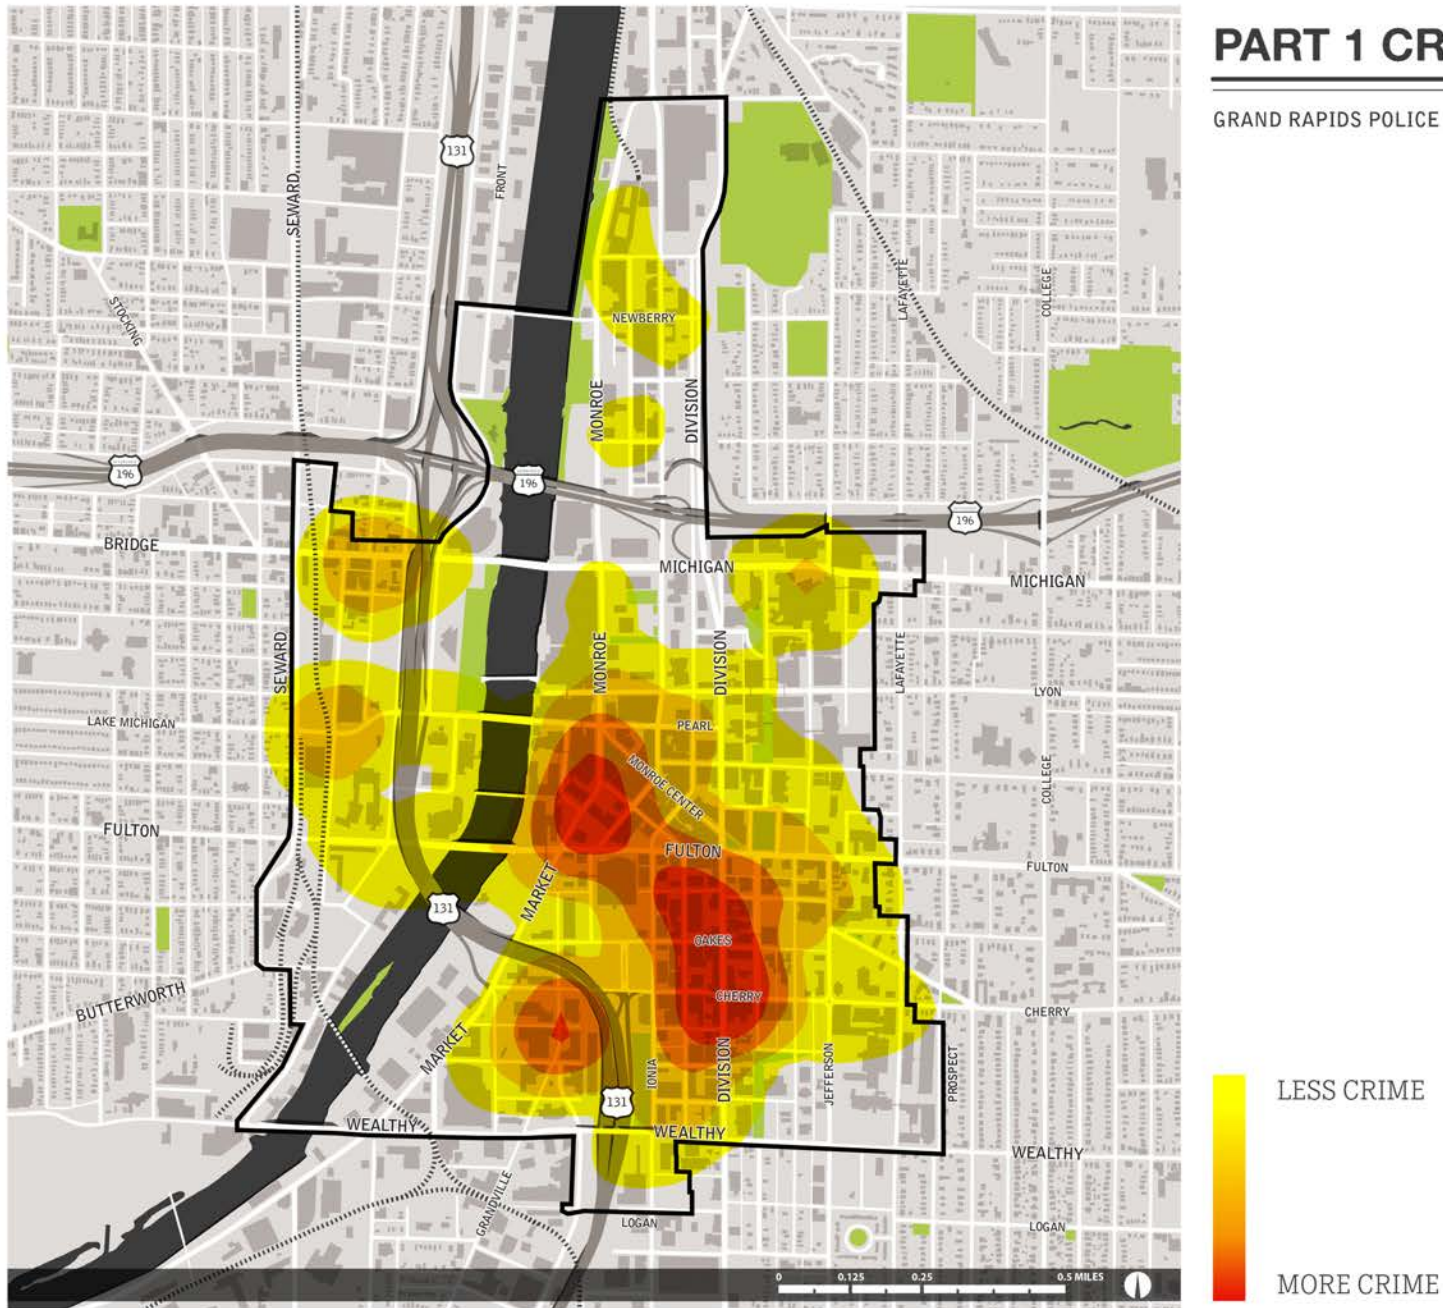 PART 1 CR
GRAND RAPIDS POLICE
131
FRONT
SEWARD
STOCKING
LAFAYETTE
COLLEGE
NEWBERRY
MONROE
DIVISION
196
196
196
BRIDGE
MICHIGAN
MICHIGAN
SEWARD
MONROE
DIVISION
LAFAYETTE
LYON
LAKE MICHIGAN
PEARL
MONROE CENTER
COLLEGE
FULTON
FULTON
FULTON
MARKET
131
OAKES
CHERRY
BUTTERWORTH
CHERRY
MARKET
IONIA
DIVISION
JEFFERSON
PROSPECT
131
WEALTHY
WEALTHY
WEALTHY
GRANDVILLE
LOGAN
LOGAN
0 0.125 0.25 0.5 MILES
LESS CRIME
MORE CRIME